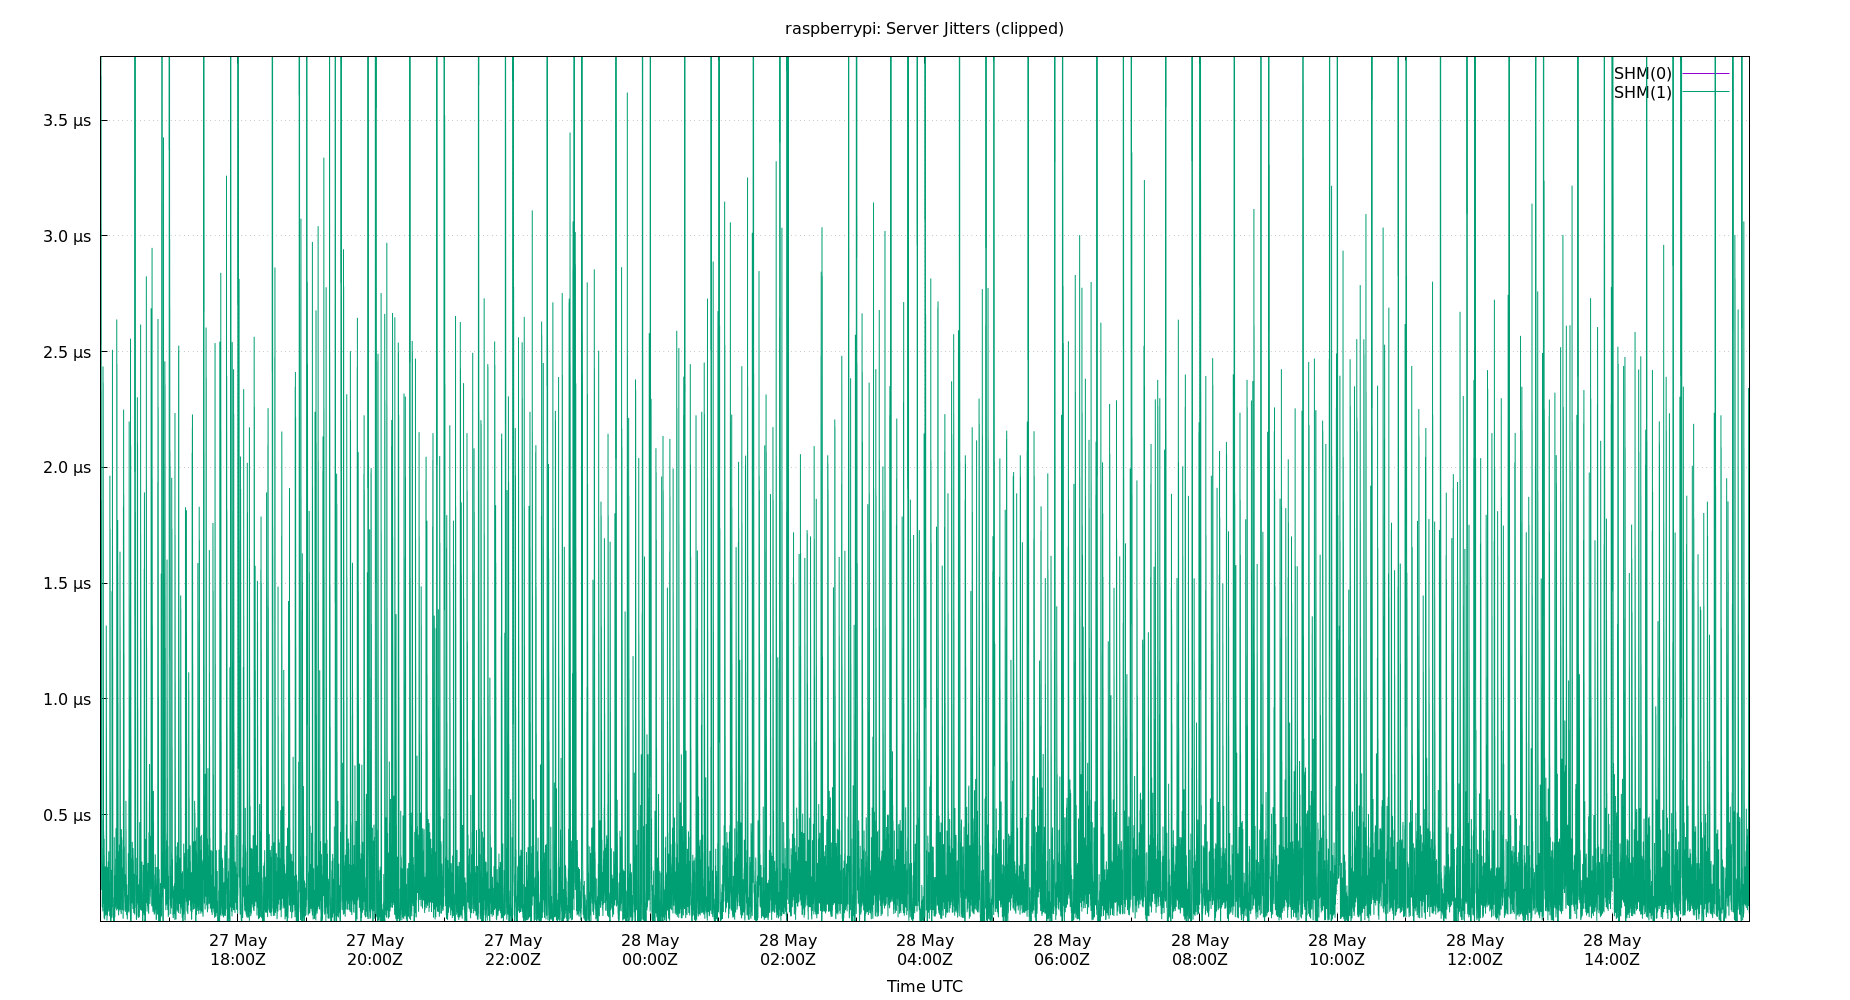 raspberrypi: Server Jitters (clipped)
SHM(0)
SHM(1)
3.5 µs
3.0 µs
2.5 µs
2.0 µs
1.5 µs
1.0 µs
0.5 µs
27 May 27 May 27 May 28 May 28 May 28 May 28 May 28 May 28 May 28 May 28 May
18:00Z 20:00Z 22:00Z 00:00Z 02:00Z 04:00Z 06:00Z 08:00Z 10:00Z 12:00Z 14:00Z
Time UTC